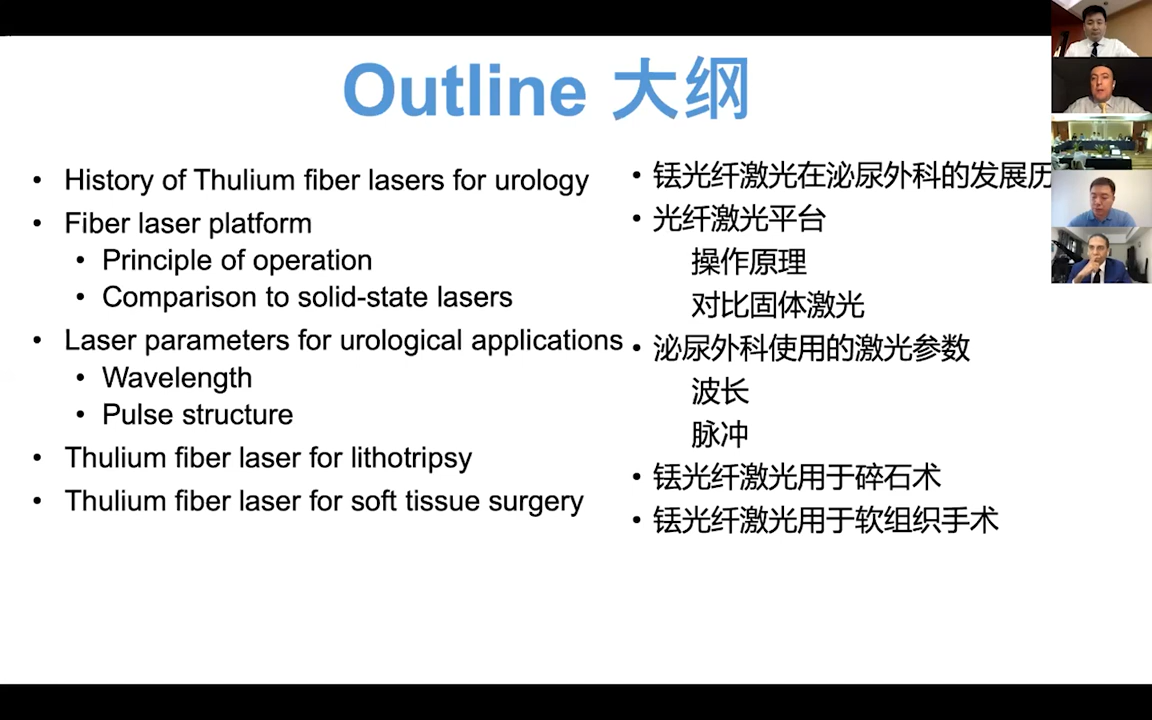 Outline 大纲
• History of Thulium fiber lasers for urology
• Fiber laser platform
• Principle of operation
• Comparison to solid-state lasers
• Laser parameters for urological applications
• Wavelength
• Pulse structure
• Thulium fiber laser for lithotripsy
• Thulium fiber laser for soft tissue surgery
• 铥光纤激光在泌尿外科的发展历
• 光纤激光平台
操作原理
对比固体激光
• 泌尿外科使用的激光参数
波长
脉冲
• 铥光纤激光用于碎石术
• 铥光纤激光用于软组织手术